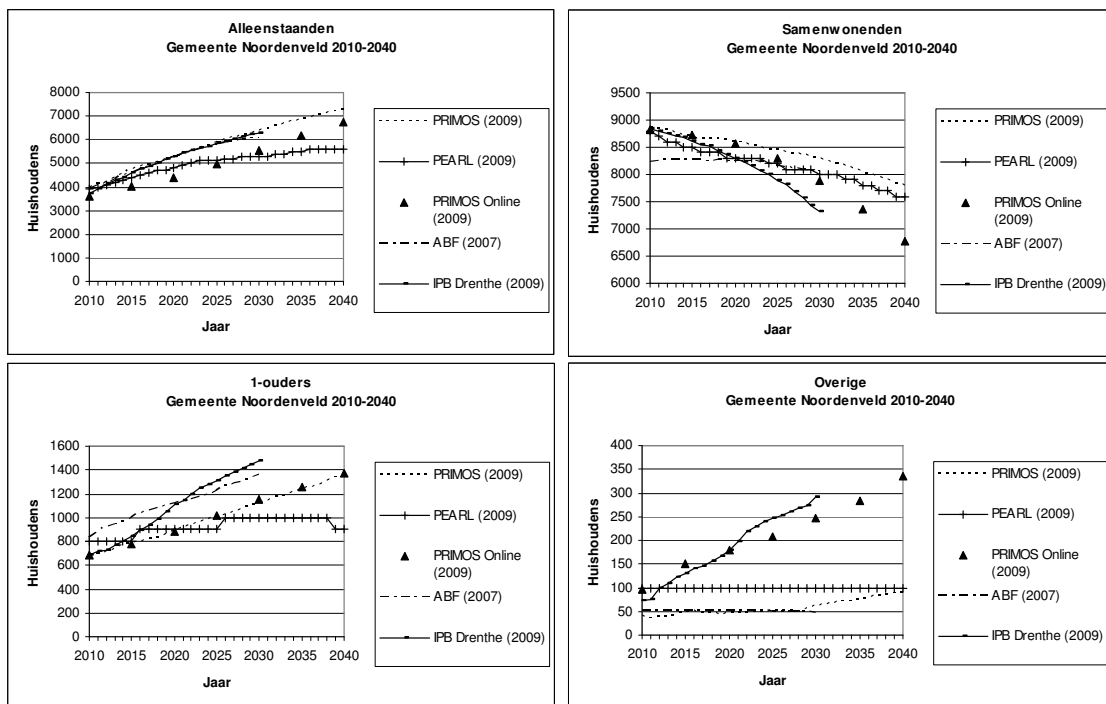 Alleenstaanden
Gemeente Noordenveld 2010-2040
8000
7000
6000
5000
4000
3000
2000
1000
0
Huishoudens
2010 2015 2020 2025 2030 2035 2040
Jaar
PRIMOS (2009)
PEARL (2009)
PRIMOS Online
(2009)
ABF (2007)
IPB Drenthe (2009)
Samenwonenden
Gemeente Noordenveld 2010-2040
9500
9000
8500
8000
7500
7000
6500
6000
Huishoudens
2010 2015 2020 2025 2030 2035 2040
Jaar
PRIMOS (2009)
PEARL (2009)
PRIMOS Online
(2009)
ABF (2007)
IPB Drenthe (2009)
1-ouders
Gemeente Noordenveld 2010-2040
1600
1400
1200
1000
800
600
400
200
0
Huishoudens
2010 2015 2020 2025 2030 2035 2040
Jaar
PRIMOS (2009)
PEARL (2009)
PRIMOS Online
(2009)
ABF (2007)
IPB Drenthe (2009)
Overige
Gemeente Noordenveld 2010-2040
400
350
300
250
200
150
100
50
0
Huishoudens
2010 2015 2020 2025 2030 2035 2040
Jaar
PRIMOS (2009)
PEARL (2009)
PRIMOS Online
(2009)
ABF (2007)
IPB Drenthe (2009)